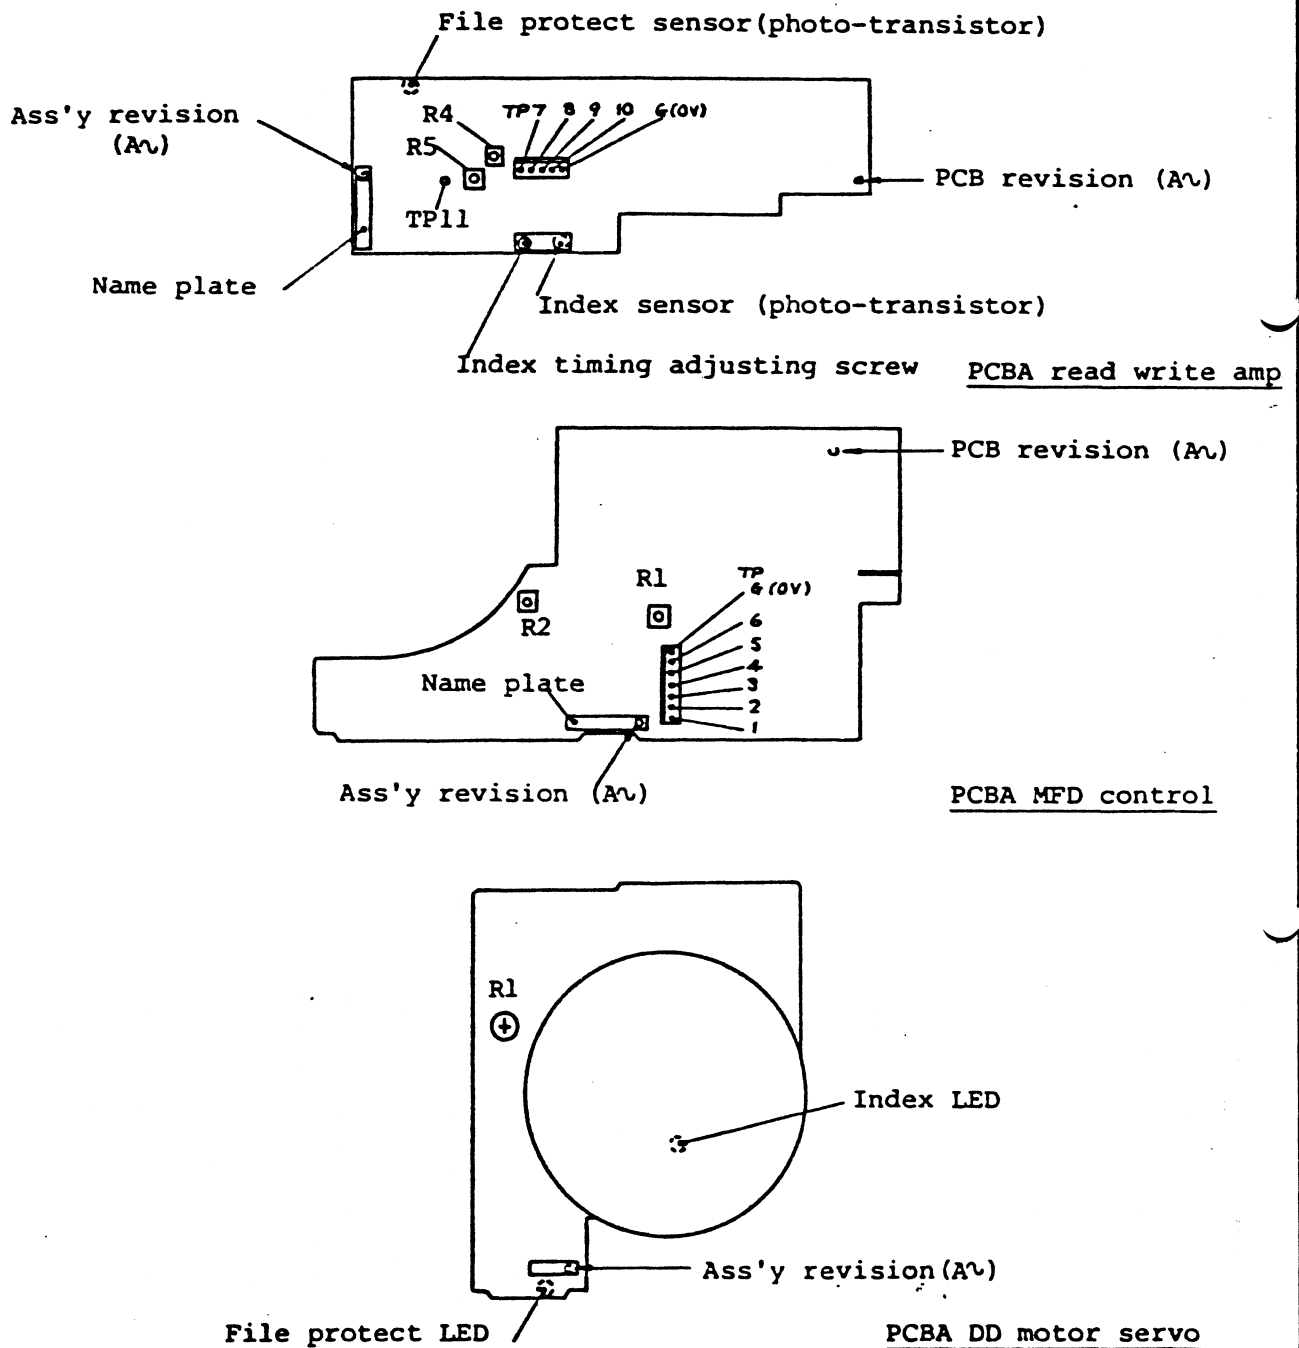 File protect sensor(photo-transistor)
Ass'y revision
(A~)
R4
TP7 8 9 10 G(0V)
R5
PCB revision (A~)
TP11
Name plate
Index sensor (photo-transistor)
Index timing adjusting screw
PCBA read write amp
PCB revision (A~)
R1
TP
G(0V)
R2
6
5
4
3
2
1
Name plate
Ass'y revision (A~)
PCBA MFD control
R1
Index LED
Ass'y revision(A~)
File protect LED
PCBA DD motor servo